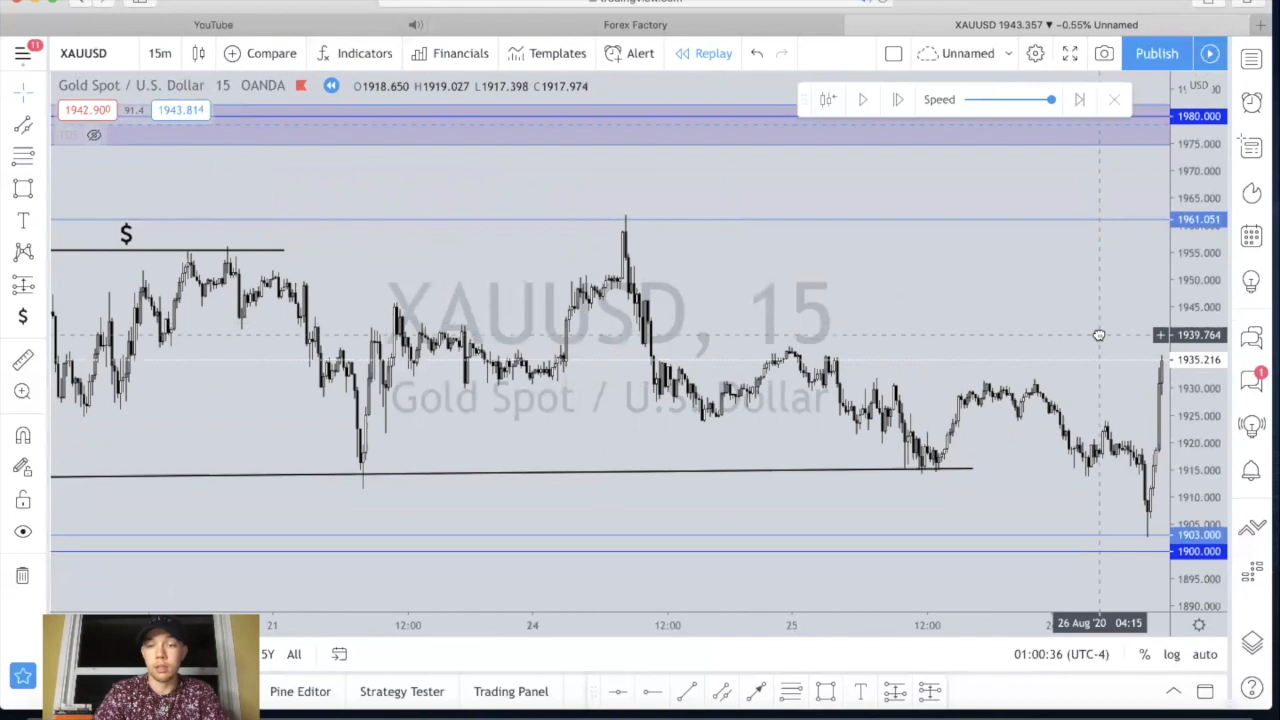 YouTube
Forex Factory
XAUUSD 1943.357 ▼ −0.55% Unnamed
11
XAUUSD
15m
Compare
Indicators
Financials
Templates
Alert
Replay
Unnamed
Publish
Gold Spot / U.S. Dollar 15 OANDA
O1918.650 H1919.027 L1917.398 C1917.974
Speed
USD
1942.900
91.4
1943.814
1980.000
1975.000
1970.000
1965.000
1961.051
$
1955.000
1950.000
1945.000
XAUUSD, 15
Gold Spot / U.S. Dollar
1939.764
1935.216
1930.000
1925.000
1920.000
1915.000
1910.000
1905.000
1903.000
1900.000
1895.000
1890.000
1
21
12:00
24
12:00
25
12:00
26 Aug '20 04:15
5Y
All
01:00:36 (UTC-4)
%
log
auto
Pine Editor
Strategy Tester
Trading Panel